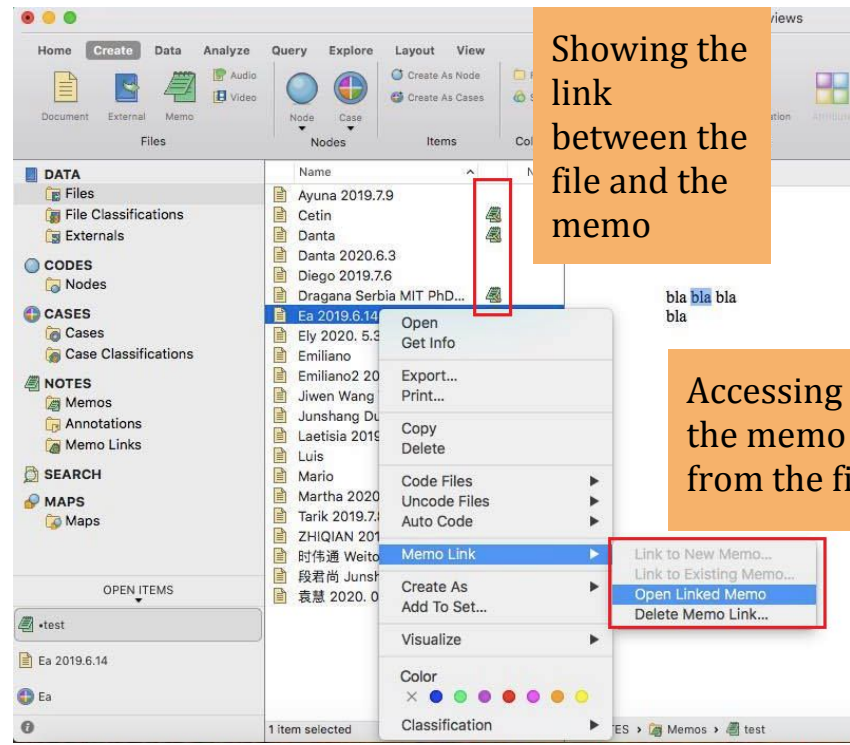 views
Home Create Data Analyze Query Explore Layout View
Audio
Video
Create As Node
Create As Cases
Document External Memo
Node Case
Files Nodes Items
Showing the
link
between the
file and the
memo
DATA
Files
File Classifications
Externals
CODES
Nodes
CASES
Cases
Case Classifications
NOTES
Memos
Annotations
Memo Links
SEARCH
MAPS
Maps
OPEN ITEMS
•test
Ea 2019.6.14
Ea
Name
Ayuna 2019.7.9
Cetin
Danta
Danta 2020.6.3
Diego 2019.7.6
Dragana Serbia MIT PhD...
Ea 2019.6.14
Ely 2020. 5.3
Emiliano
Emiliano2 20
Jiwen Wang
Junshang Du
Laetisia 2019
Luis
Mario
Martha 2020
Tarik 2019.7.
ZHIQIAN 201
时伟通 Weito
段君尚 Junsh
袁慧 2020. 0
1 item selected
Open
Get Info
Export...
Print...
Copy
Delete
Code Files
Uncode Files
Auto Code
Memo Link
Create As
Add To Set...
Visualize
Color
Classification
Link to New Memo...
Link to Existing Memo...
Open Linked Memo
Delete Memo Link...
bla bla bla
bla
Accessing
the memo
from the fi
ES › Memos › test